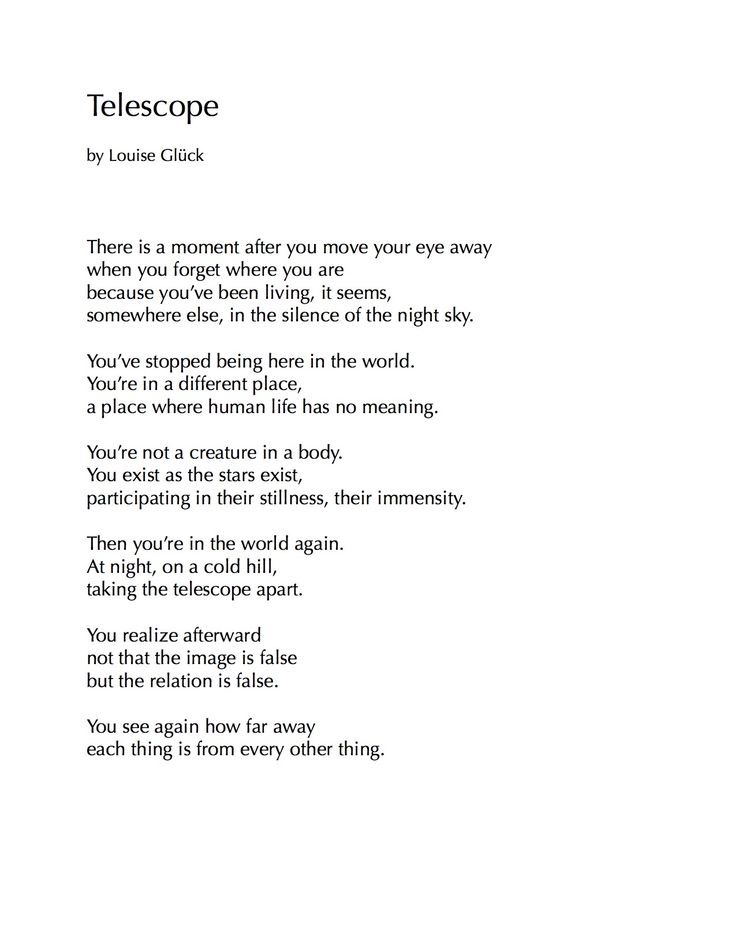 Telescope
by Louise Glück
There is a moment after you move your eye away
when you forget where you are
because you’ve been living, it seems,
somewhere else, in the silence of the night sky.
You’ve stopped being here in the world.
You’re in a different place,
a place where human life has no meaning.
You’re not a creature in a body.
You exist as the stars exist,
participating in their stillness, their immensity.
Then you’re in the world again.
At night, on a cold hill,
taking the telescope apart.
You realize afterward
not that the image is false
but the relation is false.
You see again how far away
each thing is from every other thing.